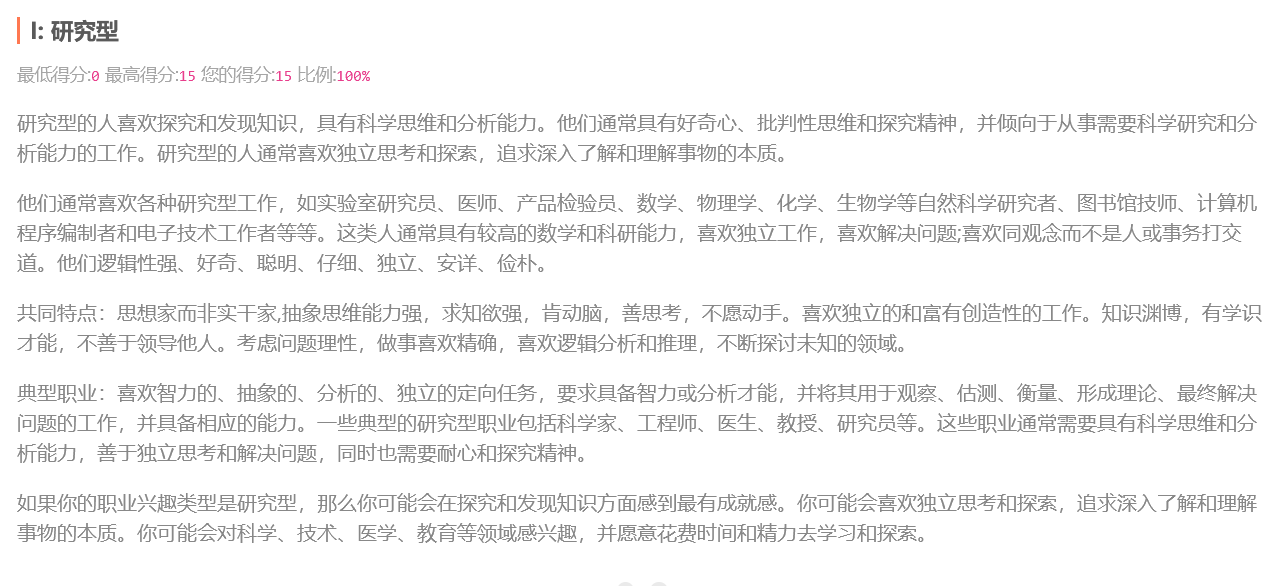 I: 研究型
最低得分:0 最高得分:15 您的得分:15 比例:100%
研究型的人喜欢探究和发现知识，具有科学思维和分析能力。他们通常具有好奇心、批判性思维和探究精神，并倾向于从事需要科学研究和分
析能力的工作。研究型的人通常喜欢独立思考和探索，追求深入了解和理解事物的本质。
他们通常喜欢各种研究型工作，如实验室研究员、医师、产品检验员、数学、物理学、化学、生物学等自然科学研究者、图书馆技师、计算机
程序编制者和电子技术工作者等等。这类人通常具有较高的数学和科研能力，喜欢独立工作，喜欢解决问题;喜欢同观念而不是人或事务打交
道。他们逻辑性强、好奇、聪明、仔细、独立、安详、俭朴。
共同特点：思想家而非实干家,抽象思维能力强，求知欲强，肯动脑，善思考，不愿动手。喜欢独立的和富有创造性的工作。知识渊博，有学识
才能，不善于领导他人。考虑问题理性，做事喜欢精确，喜欢逻辑分析和推理，不断探讨未知的领域。
典型职业：喜欢智力的、抽象的、分析的、独立的定向任务，要求具备智力或分析才能，并将其用于观察、估测、衡量、形成理论、最终解决
问题的工作，并具备相应的能力。一些典型的研究型职业包括科学家、工程师、医生、教授、研究员等。这些职业通常需要具有科学思维和分
析能力，善于独立思考和解决问题，同时也需要耐心和探究精神。
如果你的职业兴趣类型是研究型，那么你可能会在探究和发现知识方面感到最有成就感。你可能会喜欢独立思考和探索，追求深入了解和理解
事物的本质。你可能会对科学、技术、医学、教育等领域感兴趣，并愿意花费时间和精力去学习和探索。